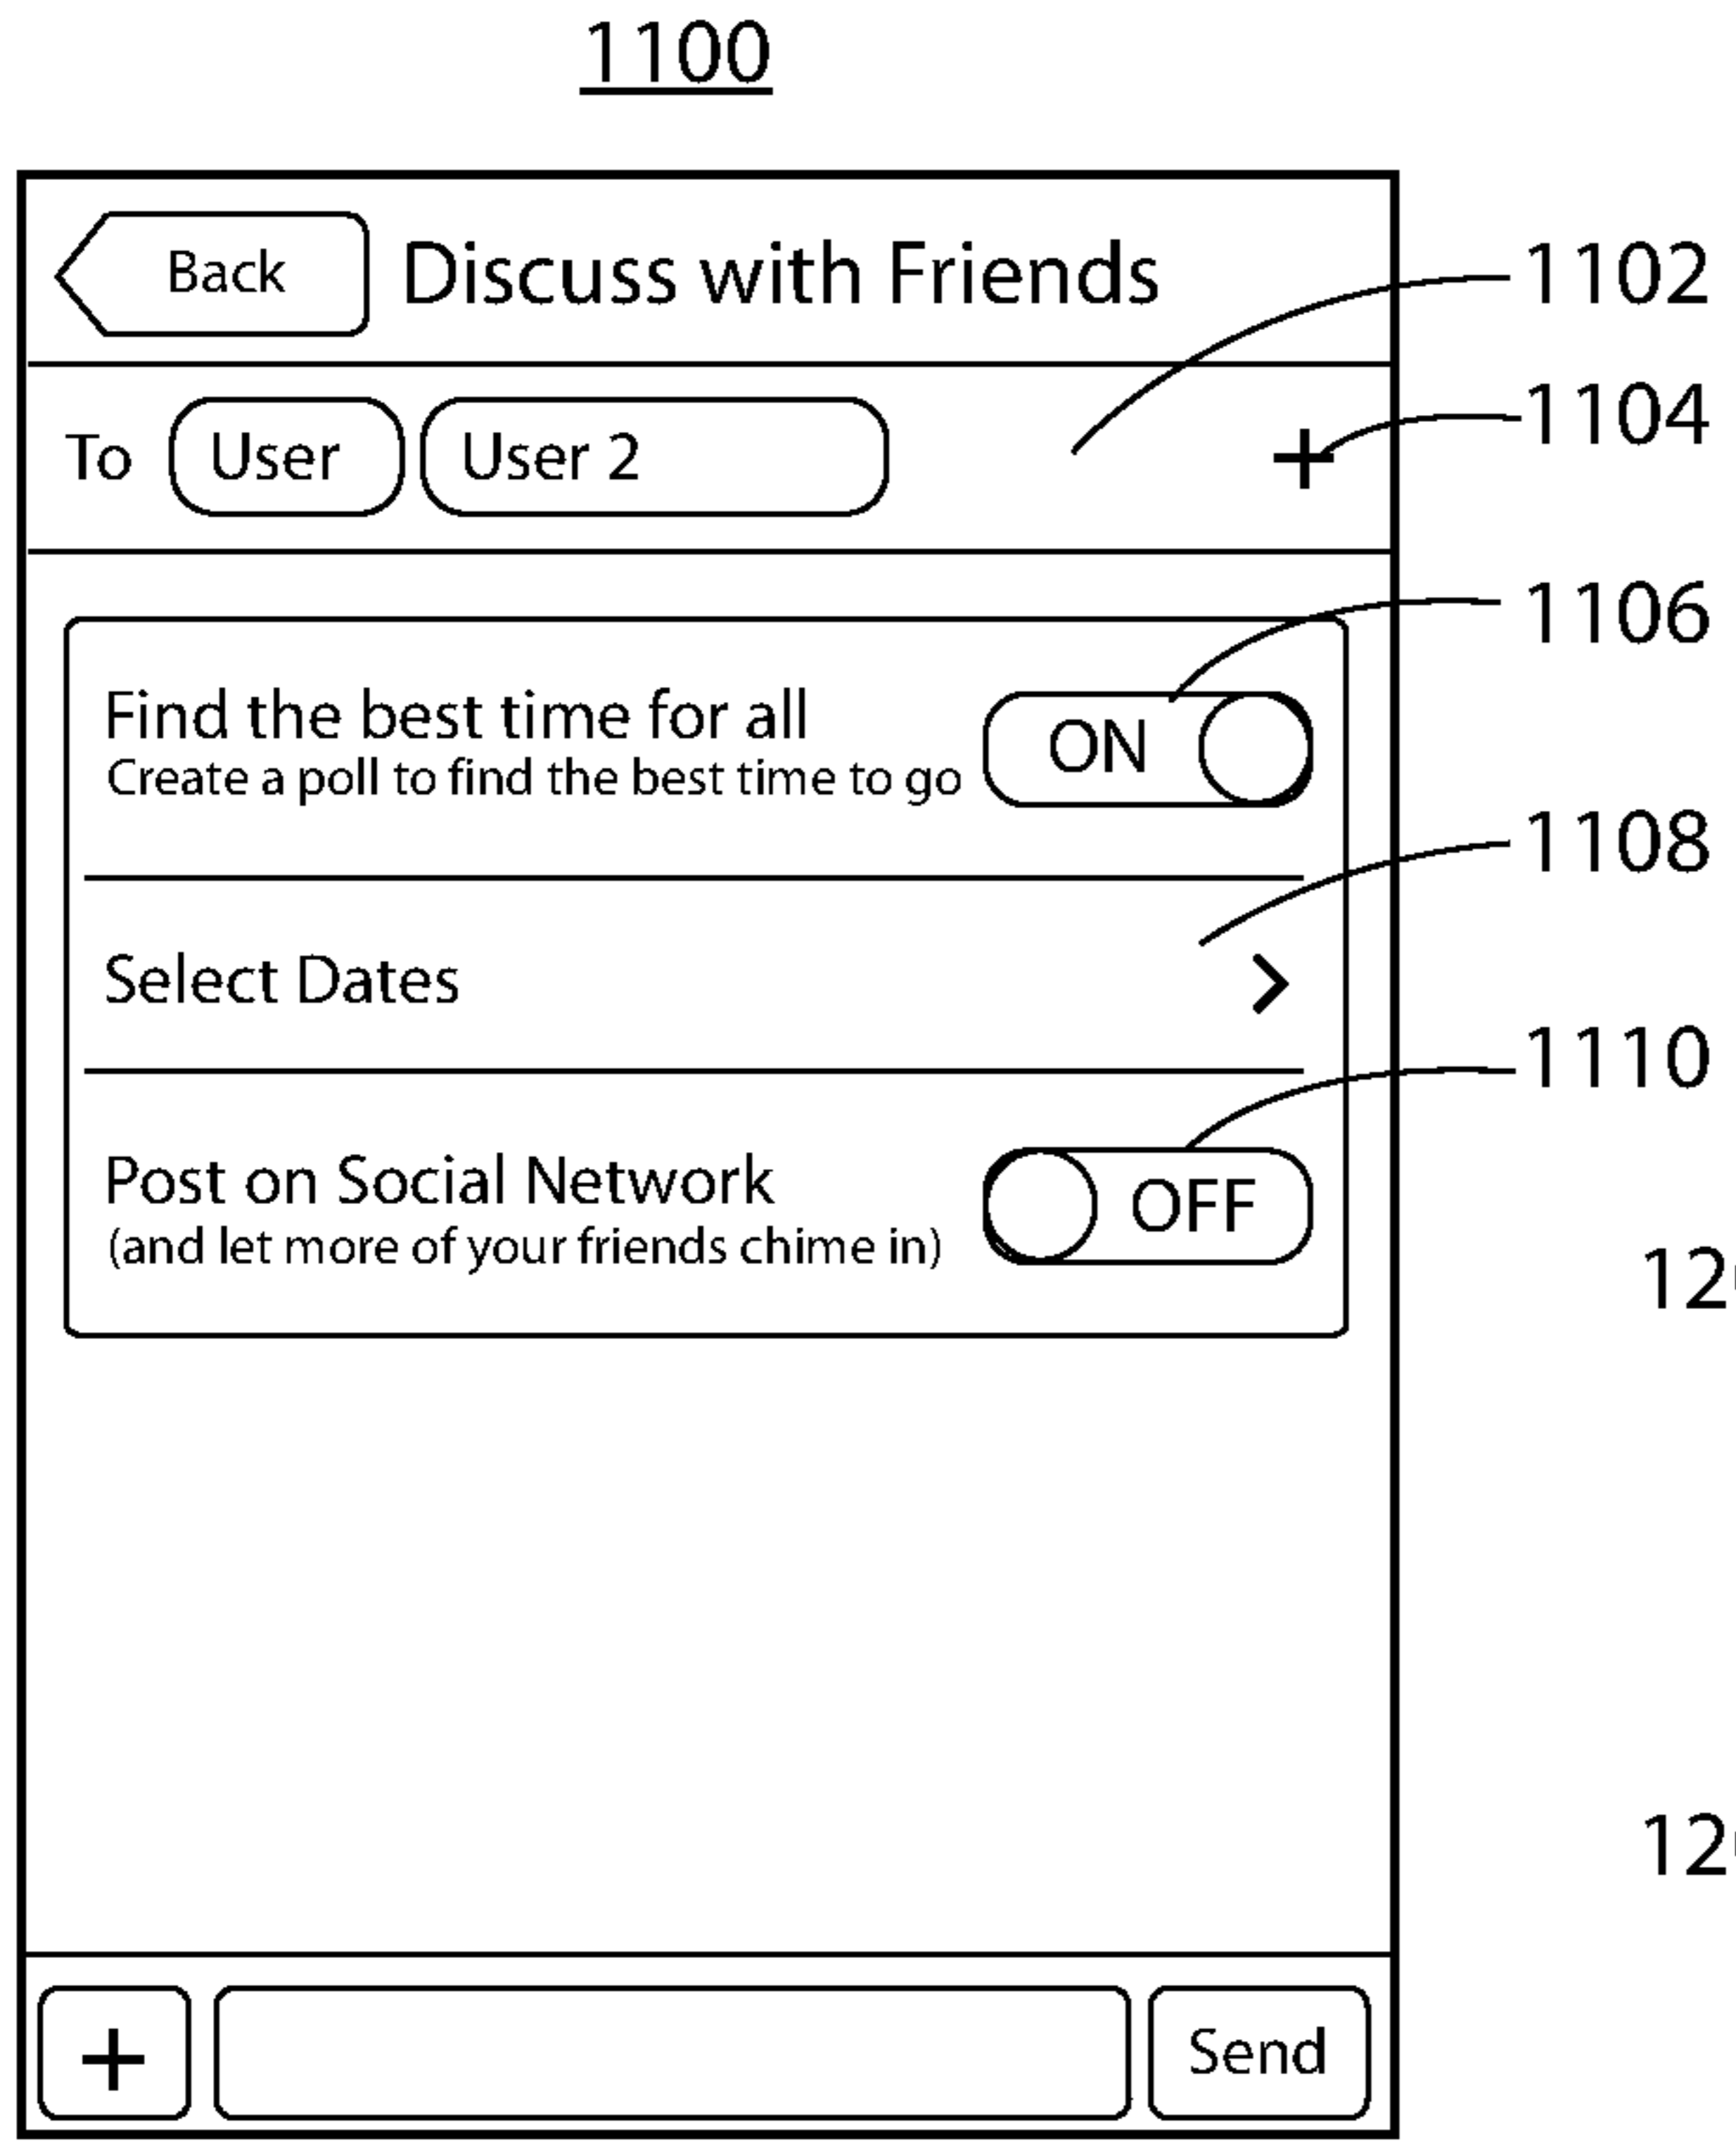 1100
Back
Discuss with Friends
1102
To User User 2 +
1104
1106
Find the best time for all
ON
Create a poll to find the best time to go
1108
Select Dates >
1110
Post on Social Network
OFF
(and let more of your friends chime in)
+ Send